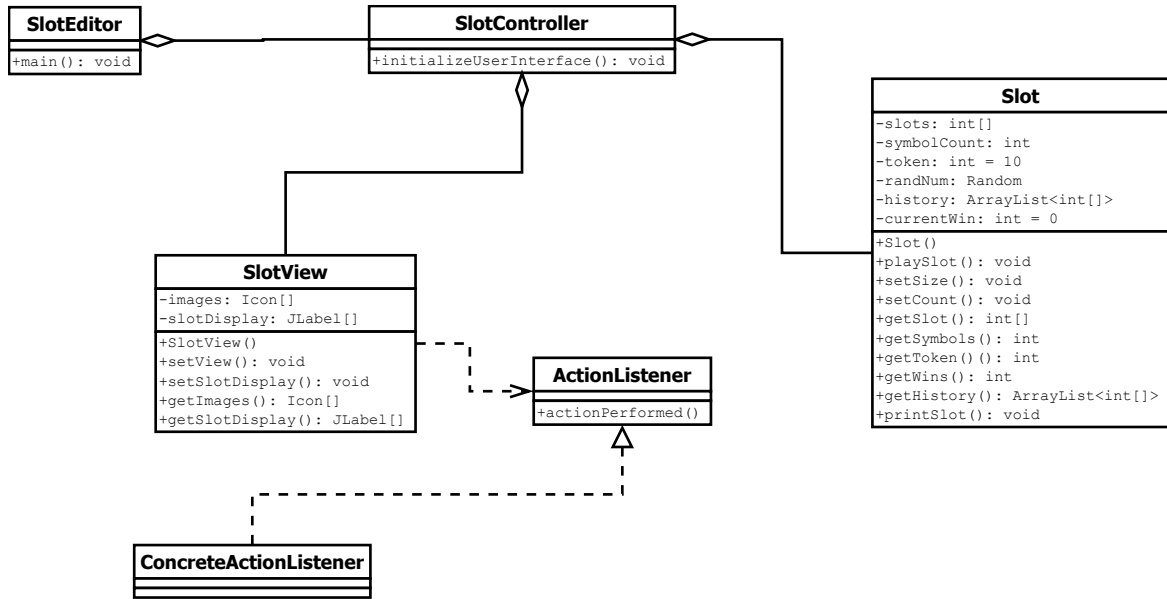 SlotEditor
+main(): void
SlotController
+initializeUserInterface(): void
Slot
-slots: int[]
-symbolCount: int
-token: int = 10
-randNum: Random
-history: ArrayList<int[]>
-currentWin: int = 0
+Slot()
+playSlot(): void
+setSize(): void
+setCount(): void
+getSlot(): int[]
+getSymbols(): int
+getToken()(): int
+getWins(): int
+getHistory(): ArrayList<int[]>
+printSlot(): void
SlotView
-images: Icon[]
-slotDisplay: JLabel[]
+SlotView()
+setView(): void
+setSlotDisplay(): void
+getImages(): Icon[]
+getSlotDisplay(): JLabel[]
ActionListener
+actionPerformed()
ConcreteActionListener